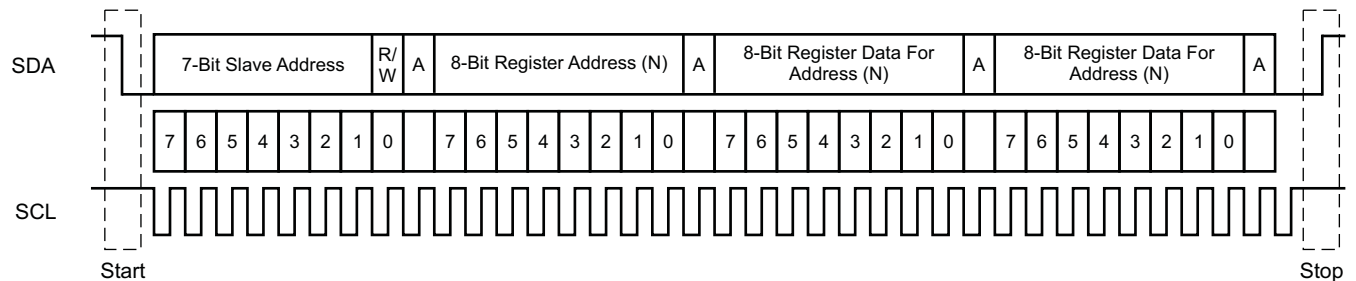 SDA
7-Bit Slave Address
R/
W
A
8-Bit Register Address (N)
A
8-Bit Register Data For
Address (N)
A
8-Bit Register Data For
Address (N)
A
7 6 5 4 3 2 1 0 7 6 5 4 3 2 1 0 7 6 5 4 3 2 1 0 7 6 5 4 3 2 1 0
SCL
Start
Stop